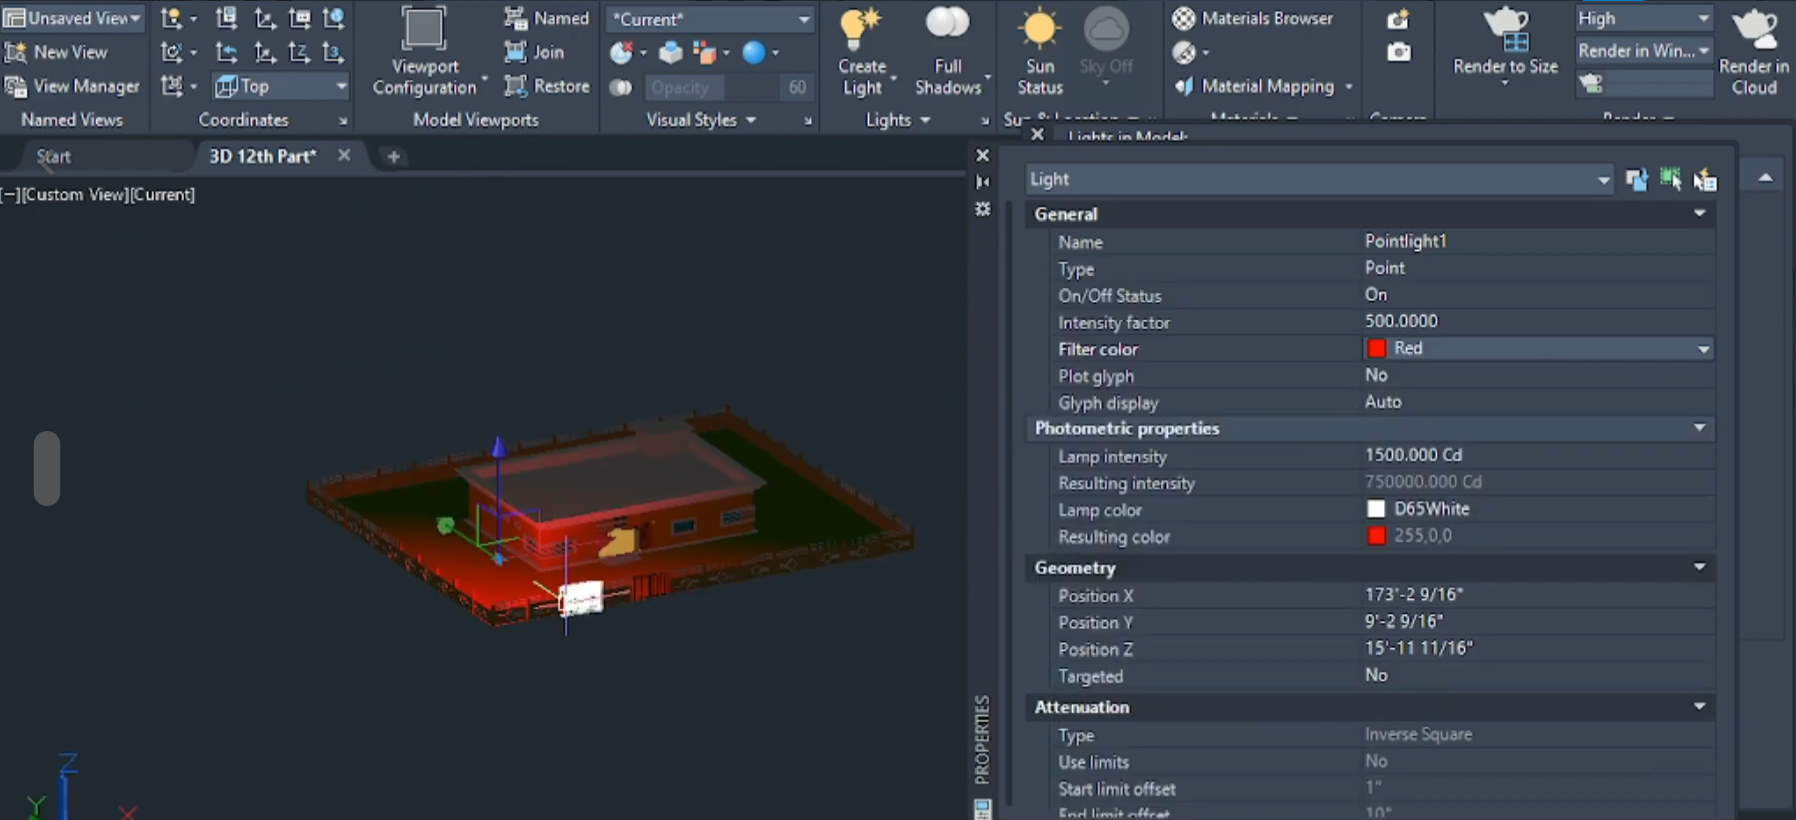 Unsaved View
New View
View Manager
Named Views
Top
Coordinates
Viewport
Configuration
Named
Join
Restore
Model Viewports
*Current*
Opacity 60
Visual Styles
Create
Light
Full
Shadows
Lights
Sun
Status
Sky Off
Materials Browser
Material Mapping
Render to Size
High
Render in Win...
Render in
Cloud
Start
3D 12th Part*
[−][Custom View][Current]
Lights in Model:
Light
General
Name Pointlight1
Type Point
On/Off Status On
Intensity factor 500.0000
Filter color Red
Plot glyph No
Glyph display Auto
Photometric properties
Lamp intensity 1500.000 Cd
Resulting intensity 750000.000 Cd
Lamp color D65White
Resulting color 255,0,0
Geometry
Position X 173'-2 9/16"
Position Y 9'-2 9/16"
Position Z 15'-11 11/16"
Targeted No
Attenuation
Type Inverse Square
Use limits No
Start limit offset 1"
End limit offset 10"
PROPERTIES
Z
Y
X